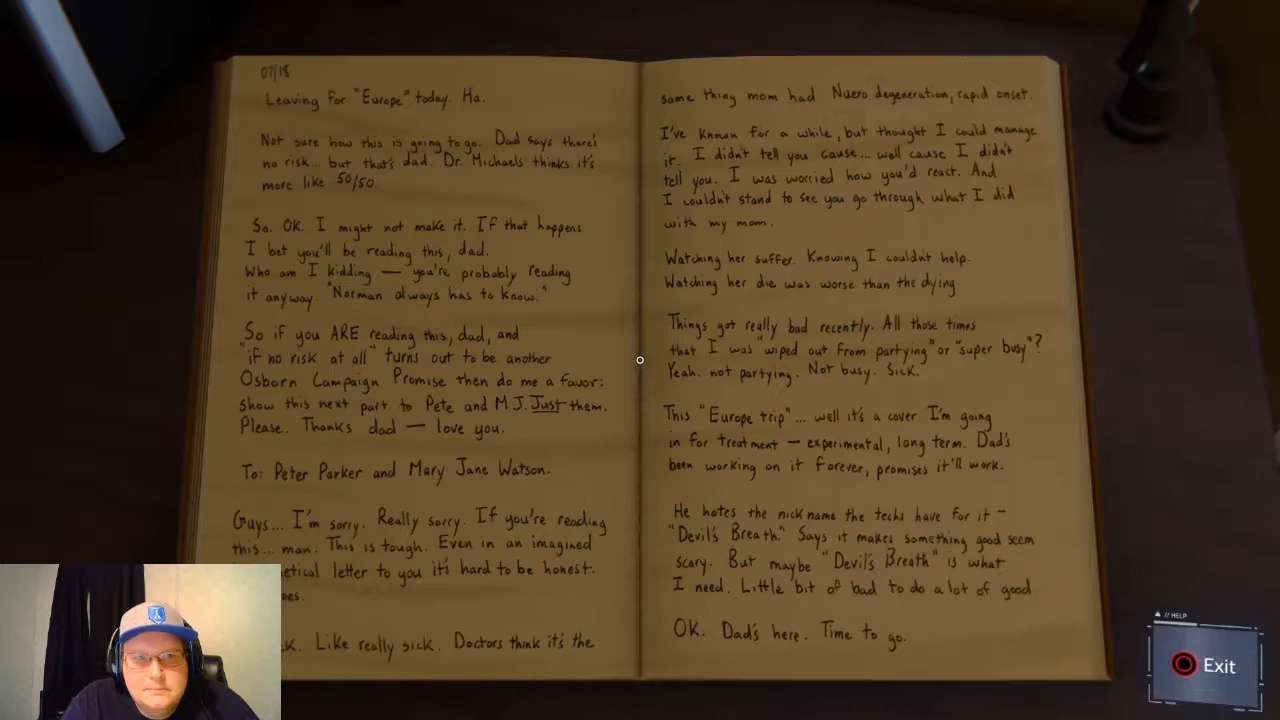 07/18
Leaving for "Europe" today. Ha.
Not sure how this is going to go. Dad says there's
no risk... but that's dad. Dr. Michaels thinks it's
more like 50/50
So. OK. I might not make it. If that happens
I bet you'll be reading this, dad.
Who am I kidding — you're probably reading
it anyway. "Norman always has to know."
So if you ARE reading this, dad, and
"if no risk at all" turns out to be another
Osborn Campaign Promise then do me a favor:
show this next part to Pete and MJ. Just them.
Please. Thanks dad — love you.
To: Peter Parker and Mary Jane Watson.
Guys... I'm sorry. Really sorry. If you're reading
this... man. This is tough. Even in an imagined
letter to you it's hard to be honest.
Like really sick. Doctors think it's the
same thing mom had Nuero degeneration, rapid onset.
I've known for a while, but thought I could manage
it. I didn't tell you cause... well cause I didn't
tell you. I was worried how you'd react. And
I couldn't stand to see you go through what I did
with my mom.
Watching her suffer. Knowing I couldn't help.
Watching her die was worse than the dying
Things got really bad recently. All those times
that I was "wiped out from partying" or "super busy"?
Yeah. not partying. Not busy. Sick.
This "Europe trip"... well it's a cover I'm going
in for treatment — experimental, long term. Dad's
been working on it forever, promises it'll work.
He hates the nickname the techs have for it —
"Devil's Breath." Says it makes something good seem
scary. But maybe "Devil's Breath" is what
I need. Little bit of bad to do a lot of good
OK. Dad's here. Time to go.
// HELP
Exit